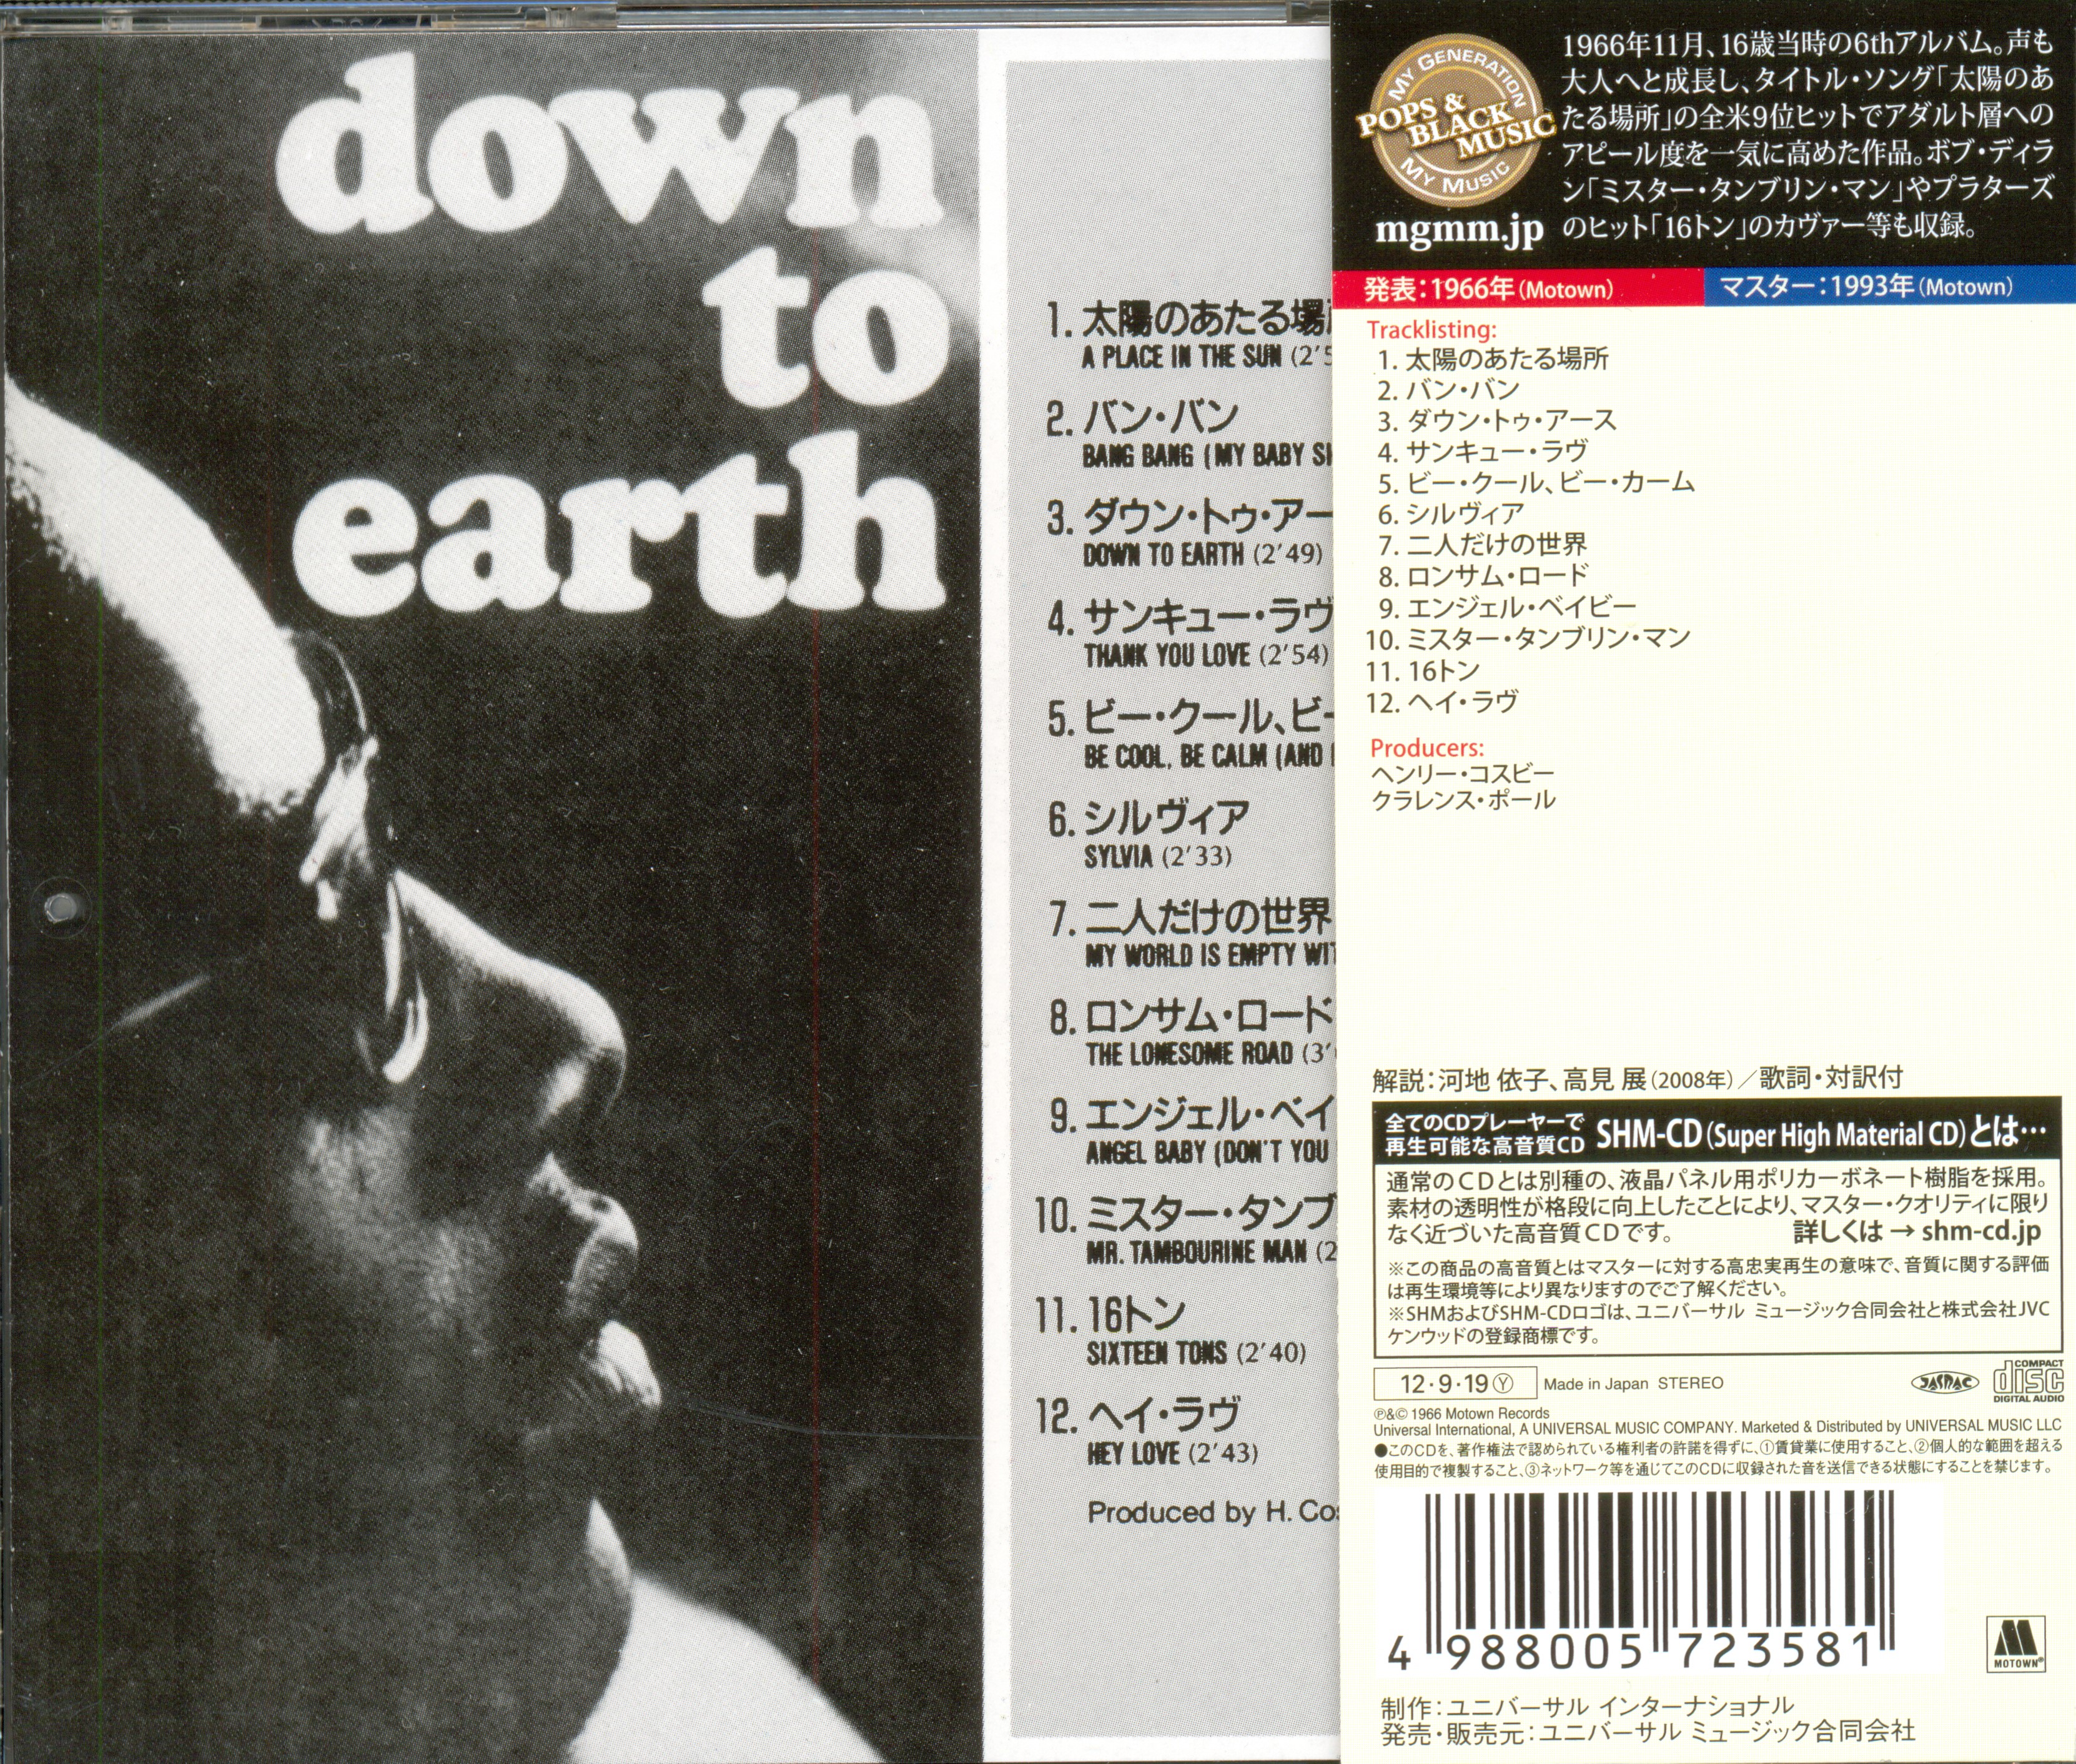 down
to
earth
1. 太陽のあたる場
A PLACE IN THE SUN (2'5
2. バン・バン
BANG BANG (MY BABY
3. ダウン・トゥ・アー
DOWN TO EARTH (2'49)
4. サンキュー・ラヴ
THANK YOU LOVE (2'54)
5. ビー・クール、ビー
BE COOL, BE CALM (AND
6. シルヴィア
SYLVIA (2'33)
7. 二人だけの世界
MY WORLD IS EMPTY
8. ロンサム・ロード
THE LONESOME ROAD (3'
9. エンジェル・ベイ
ANGEL BABY (DON'T YOU
10. ミスター・タンブ
MR. TAMBOURINE MAN (2
11. 16トン
SIXTEEN TONS (2'40)
12. ヘイ・ラヴ
HEY LOVE (2'43)
Produced by H. Co
MY GENERATION
POPS &
BLACK
MUSIC
MY MUSIC
mgmm.jp
1966年11月、16歳当時の6thアルバム。声も
大人へと成長し、タイトル・ソング「太陽のあ
たる場所」の全米9位ヒットでアダルト層への
アピール度を一気に高めた作品。ボブ・ディラ
ン「ミスター・タンブリン・マン」やプラターズ
のヒット「16トン」のカヴァー等も収録。
発表：1966年(Motown)
マスター：1993年(Motown)
Tracklisting:
1. 太陽のあたる場所
2. バン・バン
3. ダウン・トゥ・アース
4. サンキュー・ラヴ
5. ビー・クール、ビー・カーム
6. シルヴィア
7. 二人だけの世界
8. ロンサム・ロード
9. エンジェル・ベイビー
10. ミスター・タンブリン・マン
11. 16トン
12. ヘイ・ラヴ
Producers:
ヘンリー・コスビー
クラレンス・ポール
解説：河地 依子、高見 展(2008年)／歌詞・対訳付
全てのCDプレーヤーで
再生可能な高音質CD
SHM-CD(Super High Material CD)とは…
通常のCDとは別種の、液晶パネル用ポリカーボネート樹脂を採用。
素材の透明性が格段に向上したことにより、マスター・クオリティに限り
なく近づいた高音質CDです。 詳しくは→shm-cd.jp
※この商品の高音質とはマスターに対する高忠実再生の意味で、音質に関する評価
は再生環境等により異なりますのでご了解ください。
※SHMおよびSHM-CDロゴは、ユニバーサル ミュージック合同会社と株式会社JVC
ケンウッドの登録商標です。
12・9・19Ⓨ Made in Japan STEREO
JASRAC
COMPACT
disc
DIGITAL AUDIO
℗&© 1966 Motown Records
Universal International, A UNIVERSAL MUSIC COMPANY. Marketed & Distributed by UNIVERSAL MUSIC LLC
●このCDを、著作権法で認められている権利者の許諾を得ずに、①賃貸業に使用すること、②個人的な範囲を超える
使用目的で複製すること、③ネットワーク等を通じてこのCDに収録された音を送信できる状態にすることを禁じます。
4 988005 723581
MOTOWN®
制作：ユニバーサル インターナショナル
発売・販売元：ユニバーサル ミュージック合同会社